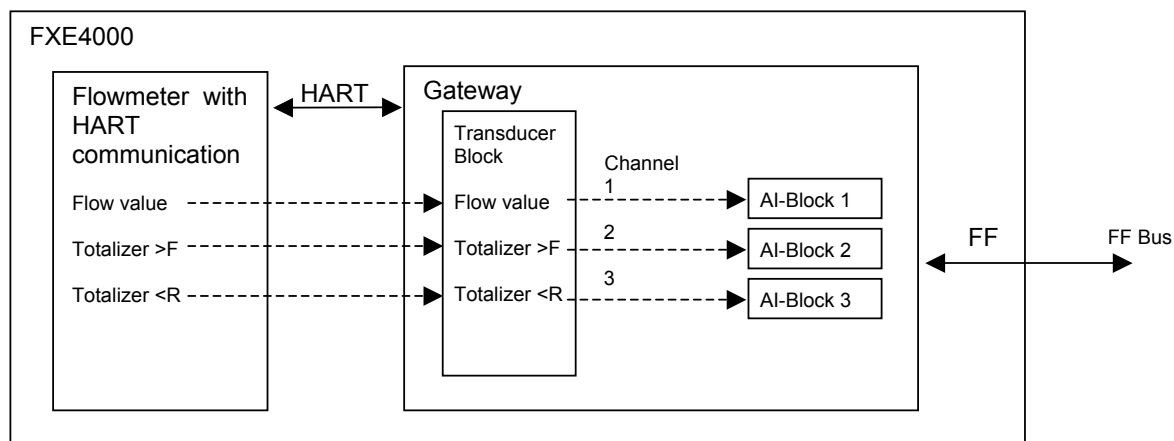 FXE4000
Flowmeter with
HART
communication
Flow value
Totalizer >F
Totalizer <R
HART
Gateway
Transducer
Block
Flow value
Totalizer >F
Totalizer <R
Channel
1
2
3
AI-Block 1
AI-Block 2
AI-Block 3
FF
FF Bus